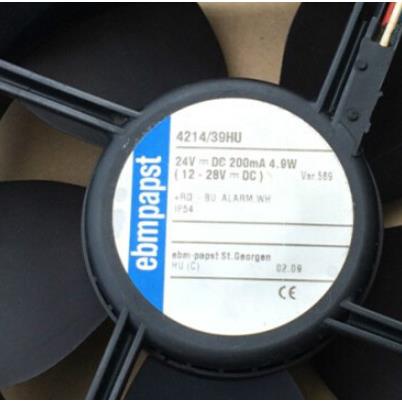 ebmpapst
4214/39HU
24V ⎓ DC 200mA 4.9W
(12-28V ⎓ DC) Ver.589
+RD - BU ALARM,WH
IP54
ebm-papst St.Georgen
HU (C) 02.09
CE